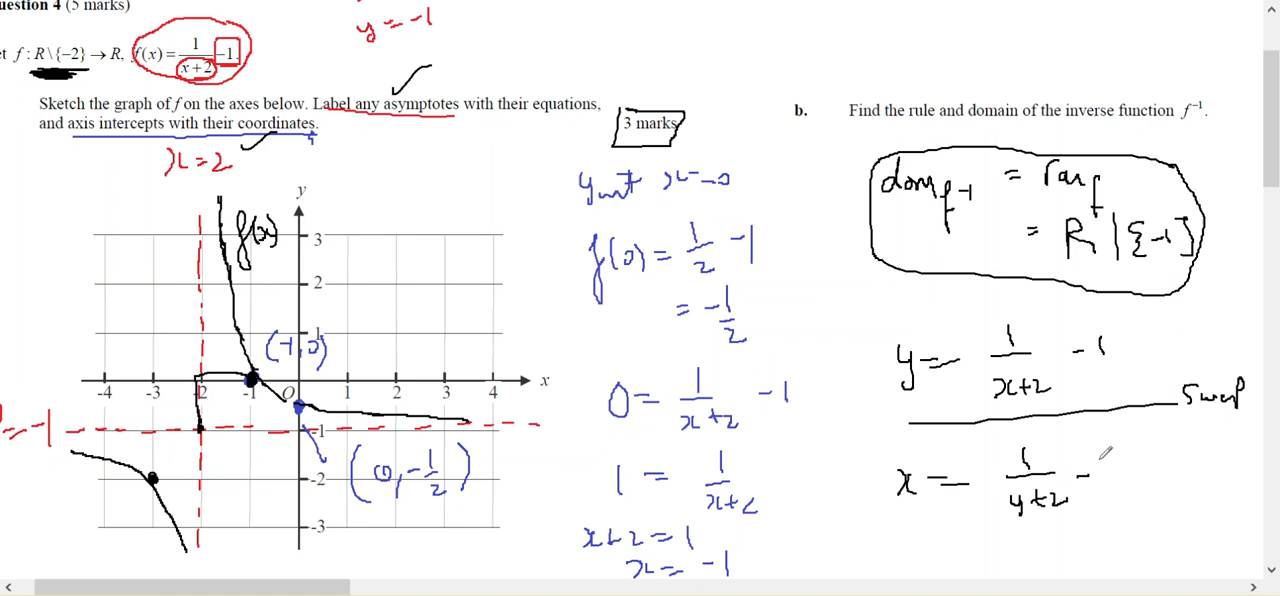 uestion 4 (5 marks)
y = -1
et f : R\{-2} → R, f(x) = 1/(x+2) -1
Sketch the graph of f on the axes below. Label any asymptotes with their equations,
and axis intercepts with their coordinates.
3 marks
x = 2
y
f(x)
3
2
1
(-1, 0)
-4 -3 -2 -1 O 1 2 3 4 x
= -1
-1
-2
-3
(0, -1/2)
y int x = 0
f(0) = 1/2 - 1
= -1/2
0 = 1/(x+2) - 1
1 = 1/(x+2)
x+2 = 1
x = -1
b. Find the rule and domain of the inverse function f⁻¹.
dom f-1 = ran f
= R \ {-1}
y = 1/(x+2) - 1
Swap
x = 1/(y+2) -